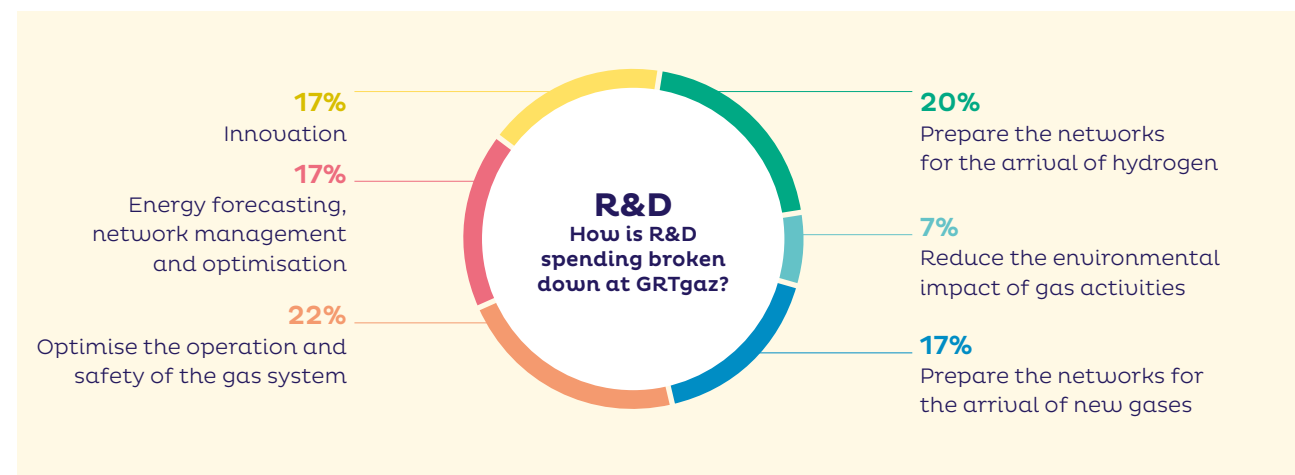 R&D
How is R&D
spending broken
down at GRTgaz?
17%
Innovation
17%
Energy forecasting,
network management
and optimisation
22%
Optimise the operation and
safety of the gas system
20%
Prepare the networks
for the arrival of hydrogen
7%
Reduce the environmental
impact of gas activities
17%
Prepare the networks for
the arrival of new gases